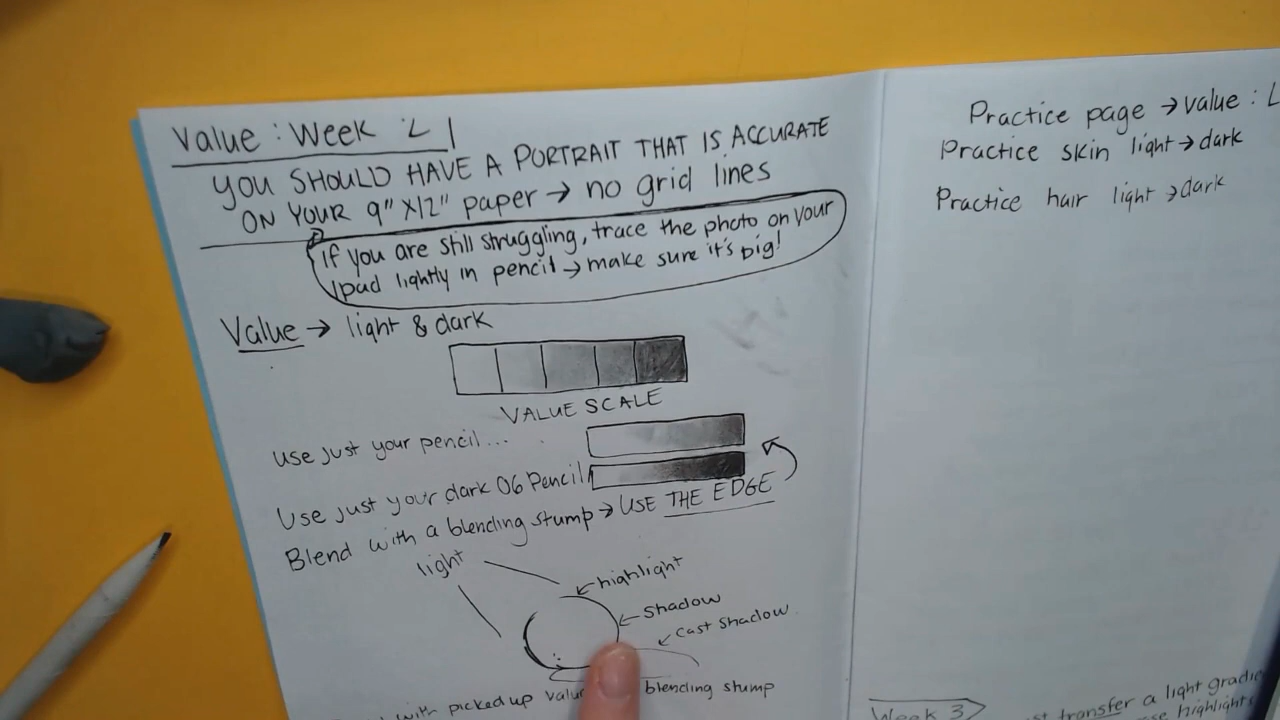 Value : Week 4
YOU SHOULD HAVE A PORTRAIT THAT IS ACCURATE
ON YOUR 9" X12" paper → no grid lines
If you are still struggling, trace the photo on your
ipad lightly in pencil → make sure it's big!
Value → light & dark
VALUE SCALE
Use just your pencil...
Use just your dark 06 Pencil
Blend with a blending stump → USE THE EDGE
light
← highlight
← Shadow
↙ Cast Shadow
with picked up blending stump
Practice page → value :
Practice skin light → dark
Practice hair light → dark
Week 3
transfer a light
highlights